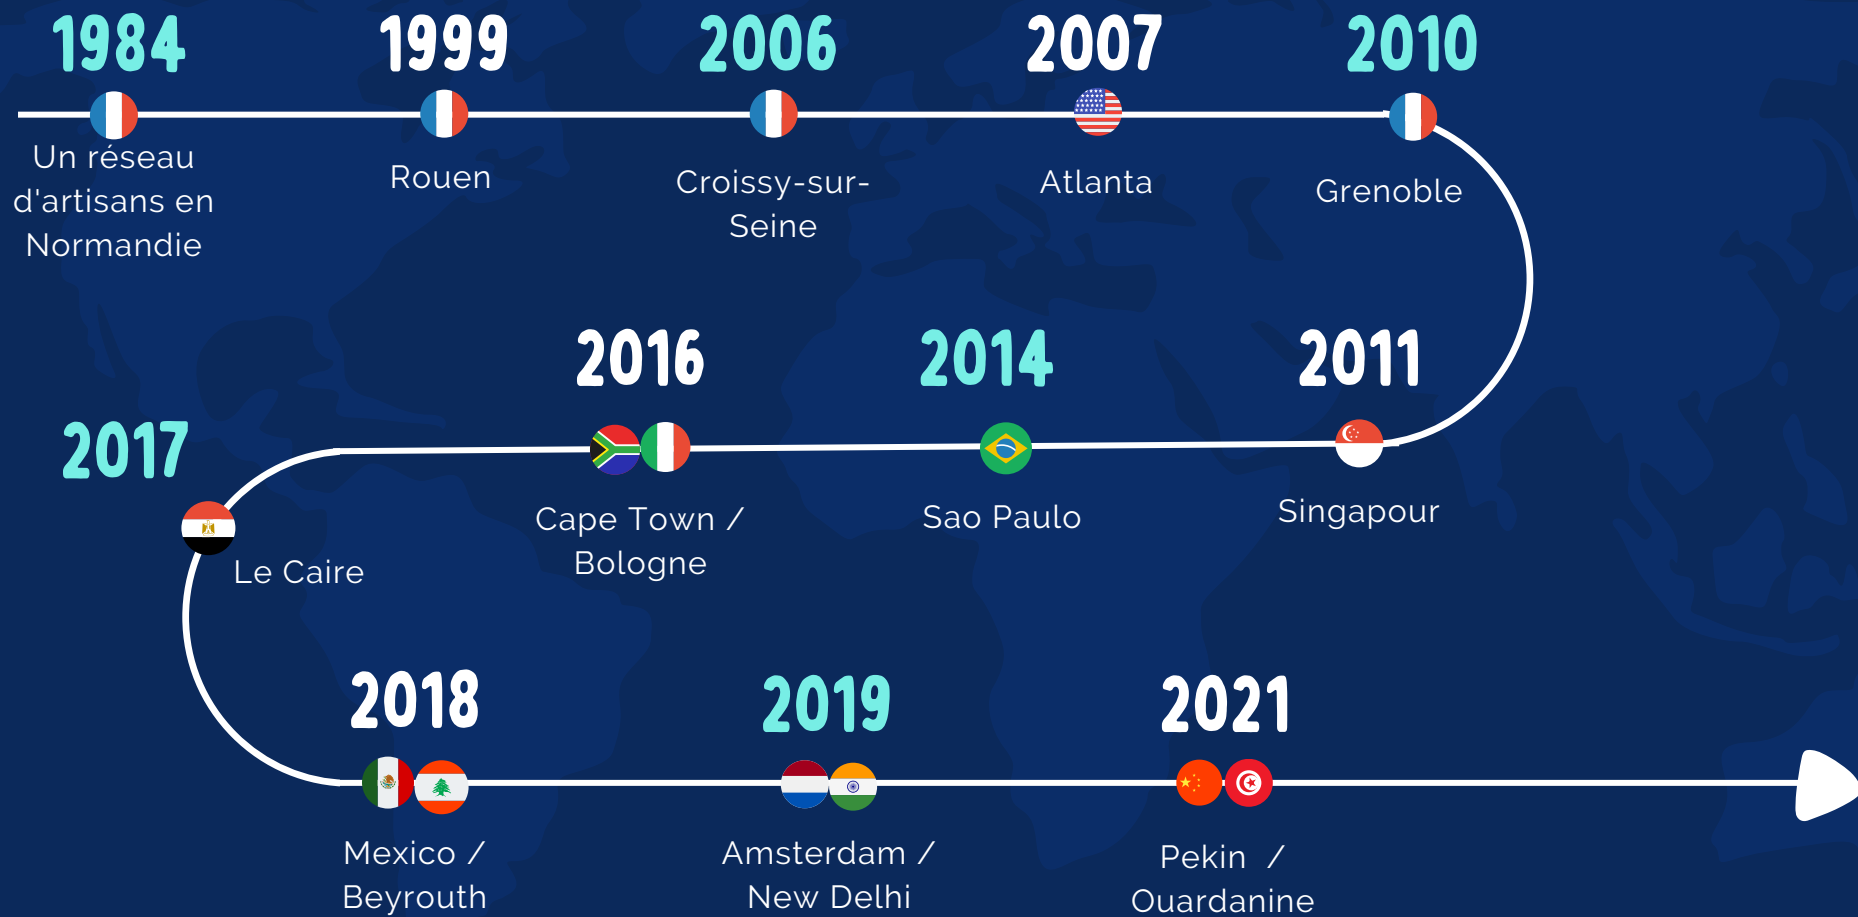 1984
Un réseau
d'artisans en
Normandie
1999
Rouen
2006
Croissy-sur-
Seine
2007
Atlanta
2010
Grenoble
2011
Singapour
2014
Sao Paulo
2016
Cape Town /
Bologne
2017
Le Caire
2018
Mexico /
Beyrouth
2019
Amsterdam /
New Delhi
2021
Pekin /
Ouardanine